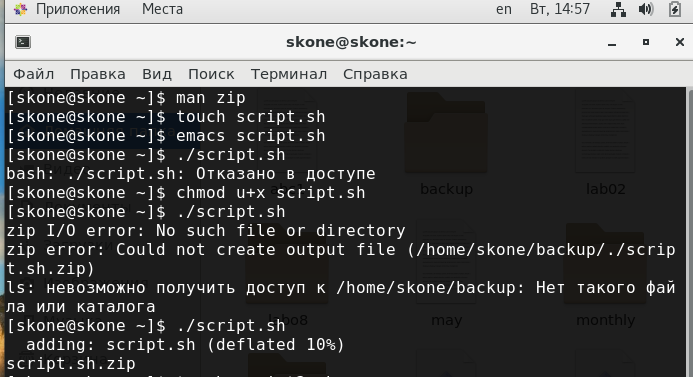 Приложения Места en Вт, 14:57
skone@skone:~
Файл Правка Вид Поиск Терминал Справка
[skone@skone ~]$ man zip
[skone@skone ~]$ touch script.sh
[skone@skone ~]$ emacs script.sh
[skone@skone ~]$ ./script.sh
bash: ./script.sh: Отказано в доступе
[skone@skone ~]$ chmod u+x script.sh
[skone@skone ~]$ ./script.sh
zip I/O error: No such file or directory
zip error: Could not create output file (/home/skone/backup/./scrip
t.sh.zip)
ls: невозможно получить доступ к /home/skone/backup: Нет такого фай
ла или каталога
[skone@skone ~]$ ./script.sh
  adding: script.sh (deflated 10%)
script.sh.zip
backup
lab02
lab08
may
monthly